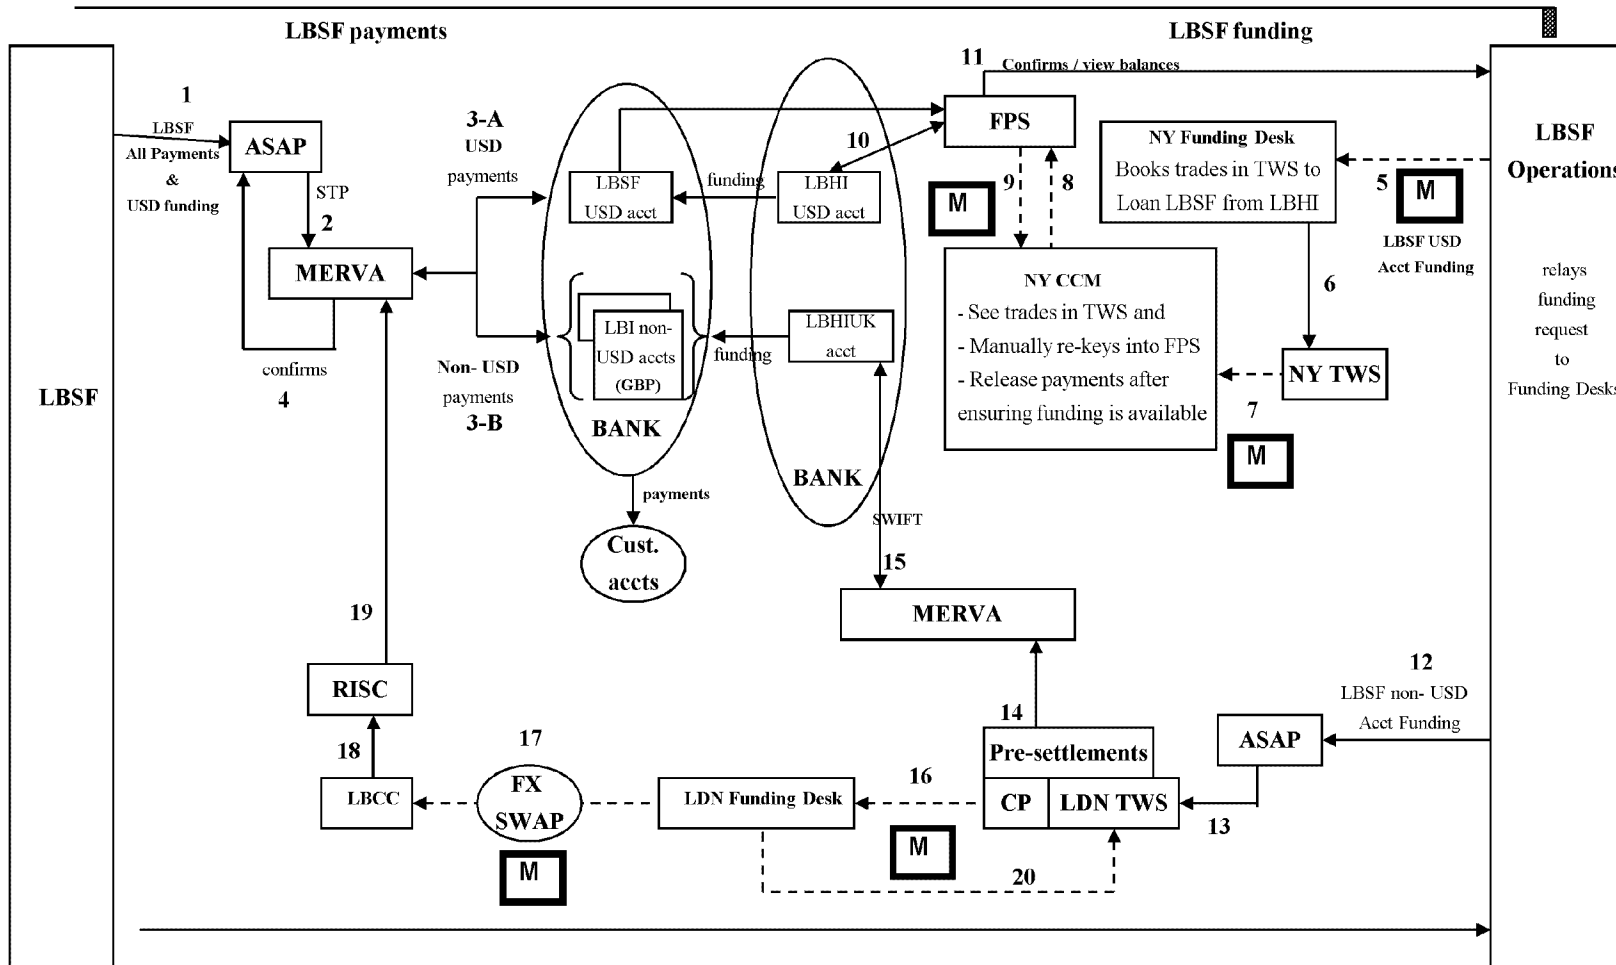 LBSF payments
LBSF funding
LBSF
1
LBSF
All Payments
&
USD funding
ASAP
STP
2
MERVA
confirms
4
3-A
USD
payments
Non- USD
payments
3-B
LBSF
USD acct
LBI non-
USD accts
(GBP)
BANK
payments
Cust.
accts
funding
funding
LBHI
USD acct
LBHIUK
acct
BANK
SWIFT
15
MERVA
10
11
Confirms / view balances
FPS
9
8
M
NY CCM
- See trades in TWS and
- Manually re-keys into FPS
- Release payments after
ensuring funding is available
NY Funding Desk
Books trades in TWS to
Loan LBSF from LBHI
5
M
LBSF USD
Acct Funding
6
NY TWS
7
M
LBSF
Operations
relays
funding
request
to
Funding Desks
12
LBSF non- USD
Acct Funding
ASAP
13
14
Pre-settlements
CP
LDN TWS
16
M
LDN Funding Desk
20
17
FX
SWAP
M
LBCC
18
RISC
19